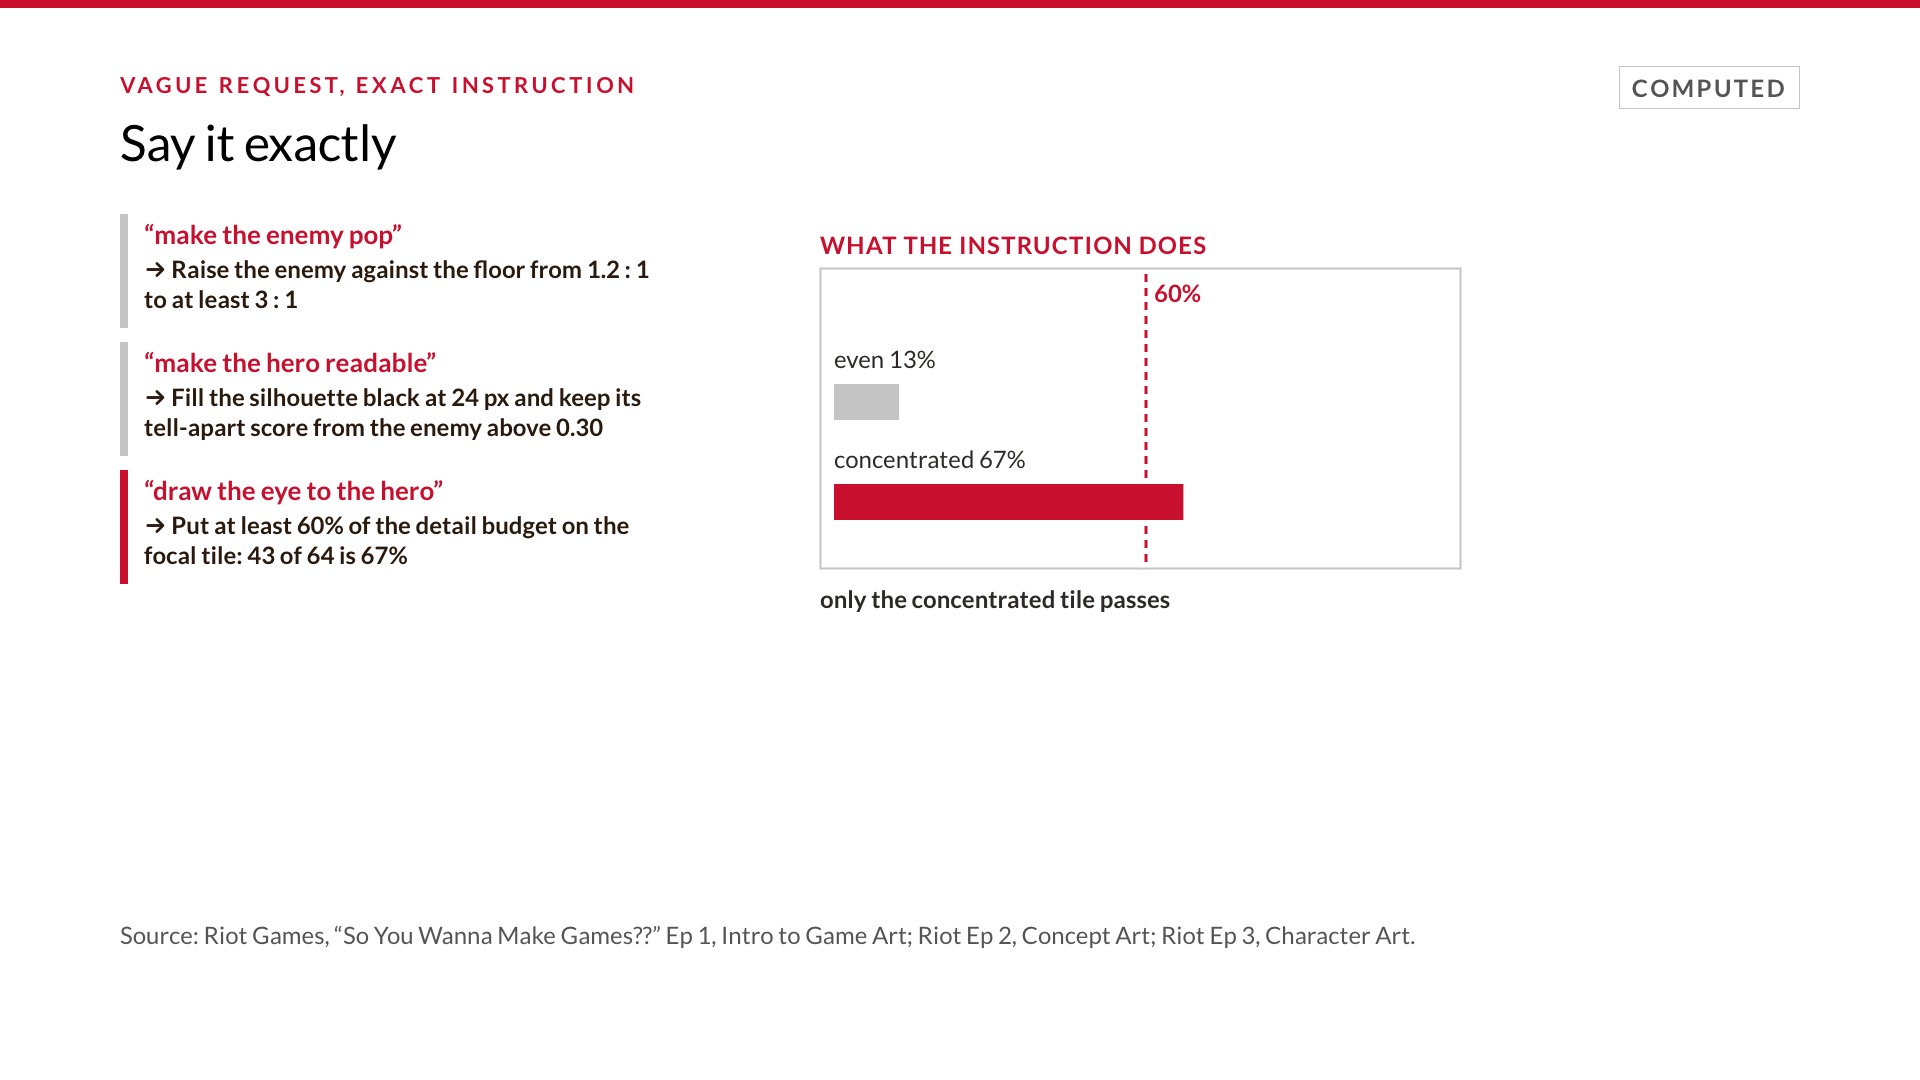 VAGUE REQUEST, EXACT INSTRUCTION
COMPUTED
Say it exactly
“make the enemy pop”
→ Raise the enemy against the floor from 1.2 : 1
to at least 3 : 1
“make the hero readable”
→ Fill the silhouette black at 24 px and keep its
tell-apart score from the enemy above 0.30
“draw the eye to the hero”
→ Put at least 60% of the detail budget on the
focal tile: 43 of 64 is 67%
WHAT THE INSTRUCTION DOES
60%
even 13%
concentrated 67%
only the concentrated tile passes
Source: Riot Games, “So You Wanna Make Games??” Ep 1, Intro to Game Art; Riot Ep 2, Concept Art; Riot Ep 3, Character Art.